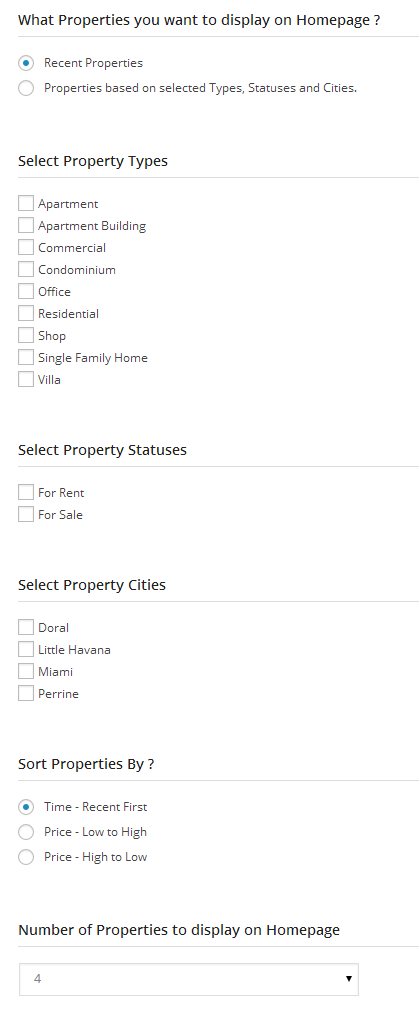 What Properties you want to display on Homepage ?
Recent Properties
Properties based on selected Types, Statuses and Cities.
Select Property Types
Apartment
Apartment Building
Commercial
Condominium
Office
Residential
Shop
Single Family Home
Villa
Select Property Statuses
For Rent
For Sale
Select Property Cities
Doral
Little Havana
Miami
Perrine
Sort Properties By ?
Time - Recent First
Price - Low to High
Price - High to Low
Number of Properties to display on Homepage
4